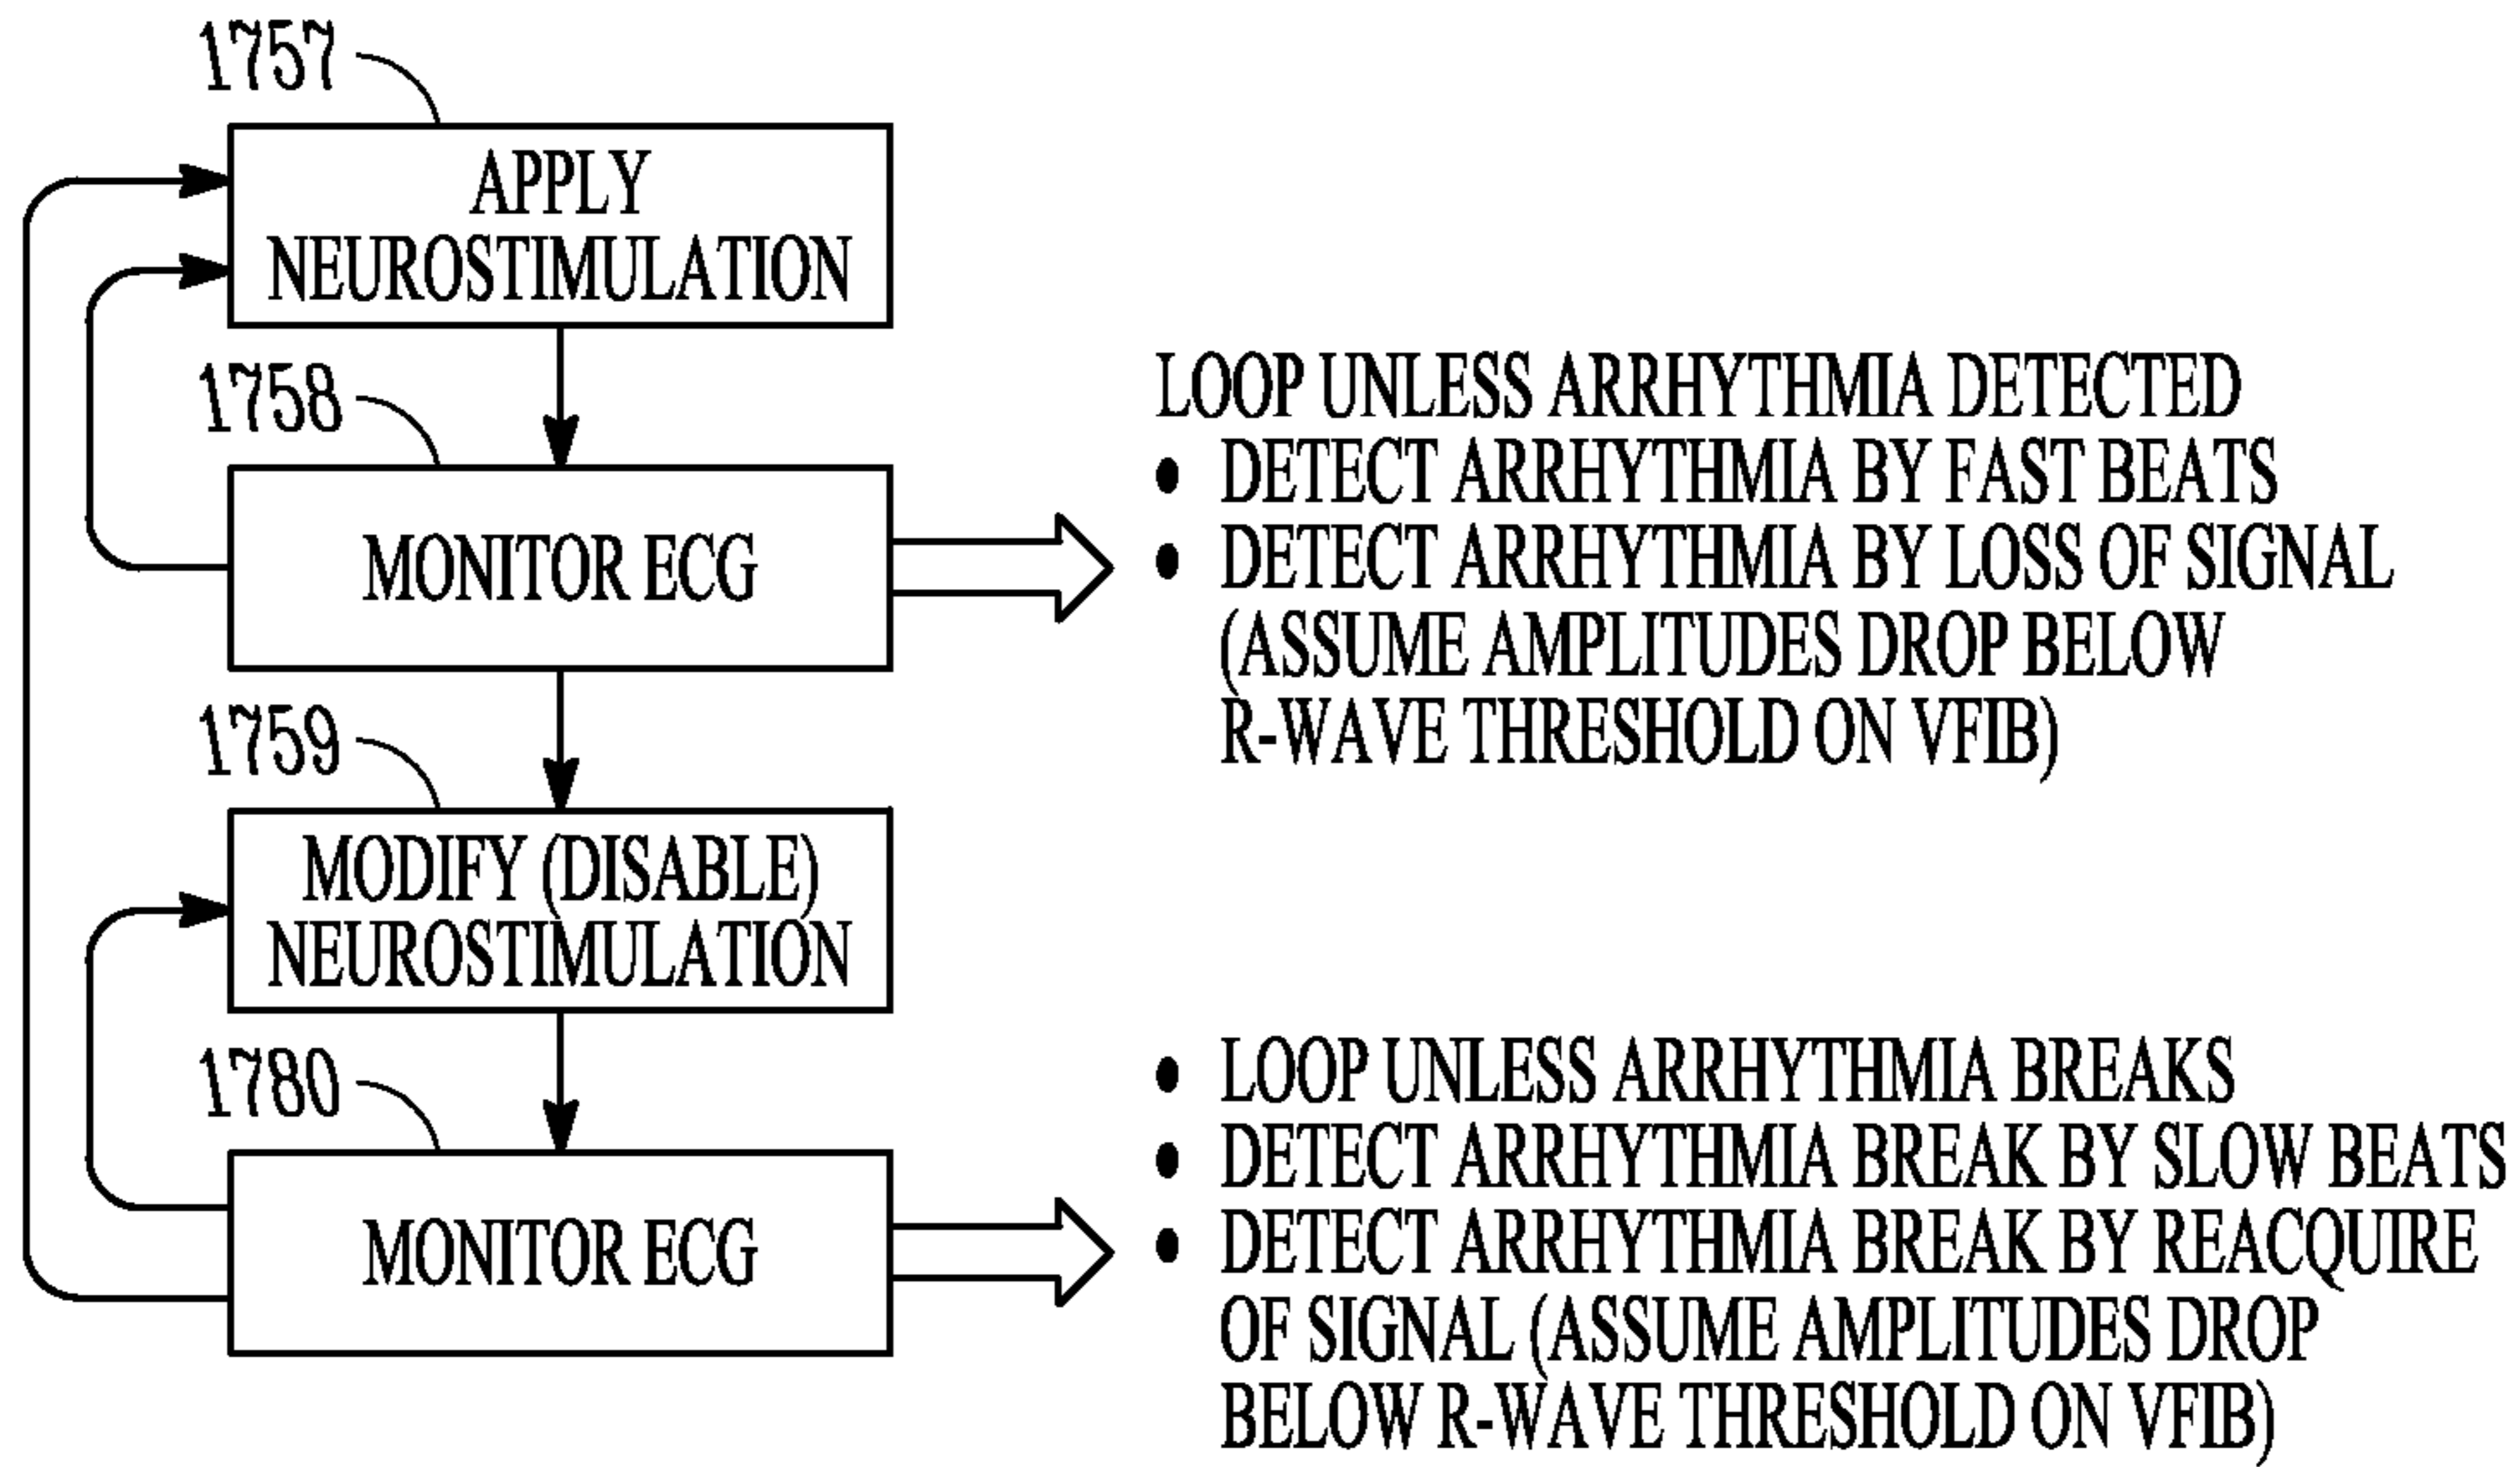 1757
APPLY
NEUROSTIMULATION
1758
MONITOR ECG
LOOP UNLESS ARRHYTHMIA DETECTED
• DETECT ARRHYTHMIA BY FAST BEATS
• DETECT ARRHYTHMIA BY LOSS OF SIGNAL
(ASSUME AMPLITUDES DROP BELOW
R-WAVE THRESHOLD ON VFIB)
1759
MODIFY (DISABLE)
NEUROSTIMULATION
1780
MONITOR ECG
• LOOP UNLESS ARRHYTHMIA BREAKS
• DETECT ARRHYTHMIA BREAK BY SLOW BEATS
• DETECT ARRHYTHMIA BREAK BY REACQUIRE
OF SIGNAL (ASSUME AMPLITUDES DROP
BELOW R-WAVE THRESHOLD ON VFIB)